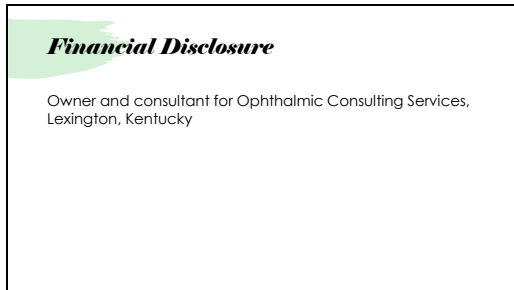 Financial Disclosure
Owner and consultant for Ophthalmic Consulting Services,
Lexington, Kentucky